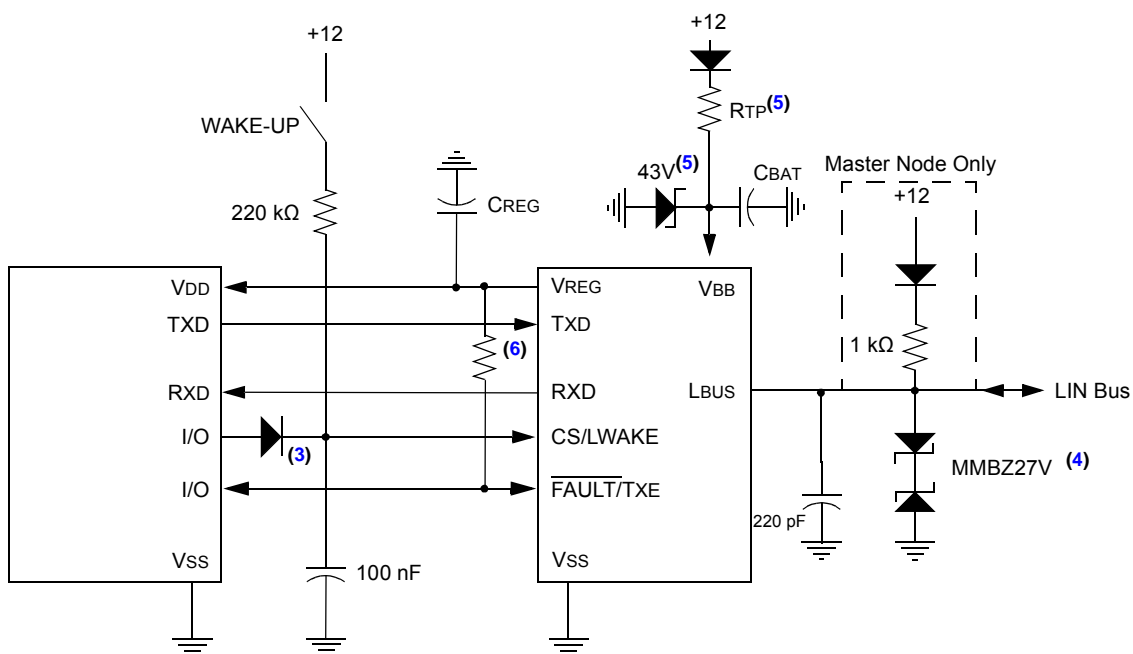 +12
WAKE-UP
220 kΩ
CREG
+12
RTP(5)
43V(5)
CBAT
Master Node Only
+12
1 kΩ
VDD
TXD
RXD
I/O
(3)
I/O
VSS
100 nF
(6)
VREG
TXD
RXD
CS/LWAKE
FAULT/TXE
VSS
VBB
LBUS
LIN Bus
MMBZ27V (4)
220 pF